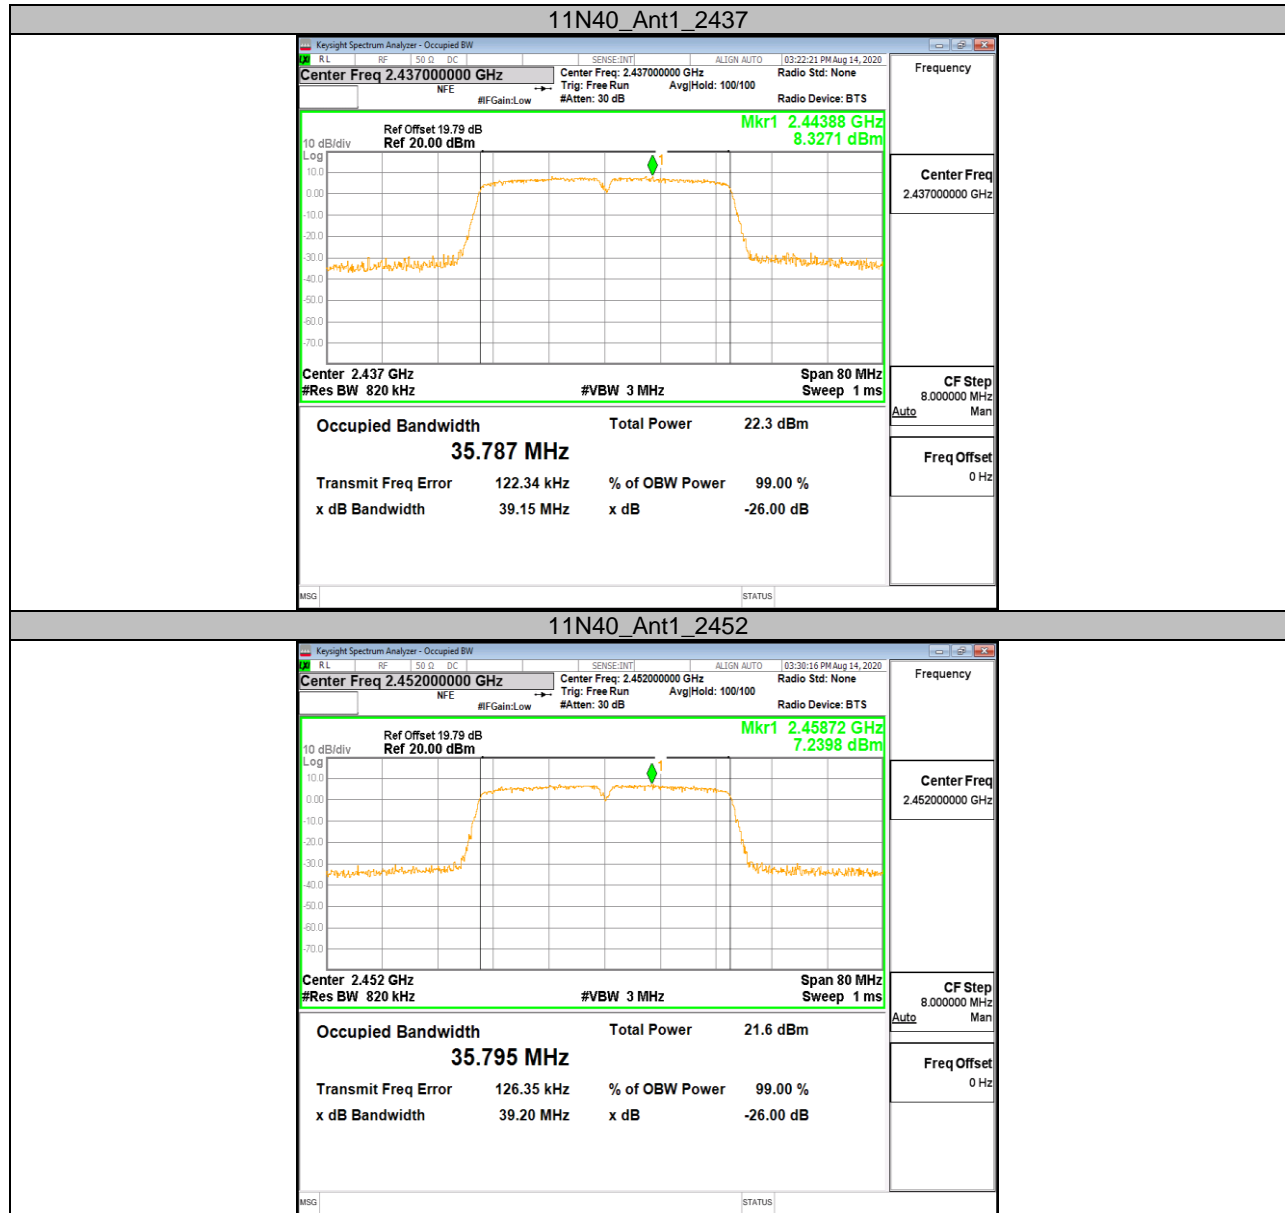 11N40_Ant1_2437
Keysight Spectrum Analyzer - Occupied BW
RL RF 50 Ω DC SENSE:INT ALIGN AUTO 03:22:21 PM Aug 14, 2020
Center Freq 2.437000000 GHz Center Freq: 2.437000000 GHz Radio Std: None Frequency
NFE Trig: Free Run Avg|Hold: 100/100
#IFGain:Low #Atten: 30 dB Radio Device: BTS
Mkr1 2.44388 GHz
8.3271 dBm
Ref Offset 19.79 dB
10 dB/div Ref 20.00 dBm
Log
10.0
0.00
-10.0
-20.0
-30.0
-40.0
-50.0
-60.0
-70.0
1
Center Freq
2.437000000 GHz
Center 2.437 GHz Span 80 MHz
#Res BW 820 kHz #VBW 3 MHz Sweep 1 ms
CF Step
8.000000 MHz
Auto Man
Occupied Bandwidth Total Power 22.3 dBm
35.787 MHz
Freq Offset
0 Hz
Transmit Freq Error 122.34 kHz % of OBW Power 99.00 %
x dB Bandwidth 39.15 MHz x dB -26.00 dB
MSG STATUS
11N40_Ant1_2452
Keysight Spectrum Analyzer - Occupied BW
RL RF 50 Ω DC SENSE:INT ALIGN AUTO 03:30:16 PM Aug 14, 2020
Center Freq 2.452000000 GHz Center Freq: 2.452000000 GHz Radio Std: None Frequency
NFE Trig: Free Run Avg|Hold: 100/100
#IFGain:Low #Atten: 30 dB Radio Device: BTS
Mkr1 2.45872 GHz
7.2398 dBm
Ref Offset 19.79 dB
10 dB/div Ref 20.00 dBm
Log
10.0
0.00
-10.0
-20.0
-30.0
-40.0
-50.0
-60.0
-70.0
1
Center Freq
2.452000000 GHz
Center 2.452 GHz Span 80 MHz
#Res BW 820 kHz #VBW 3 MHz Sweep 1 ms
CF Step
8.000000 MHz
Auto Man
Occupied Bandwidth Total Power 21.6 dBm
35.795 MHz
Freq Offset
0 Hz
Transmit Freq Error 126.35 kHz % of OBW Power 99.00 %
x dB Bandwidth 39.20 MHz x dB -26.00 dB
MSG STATUS